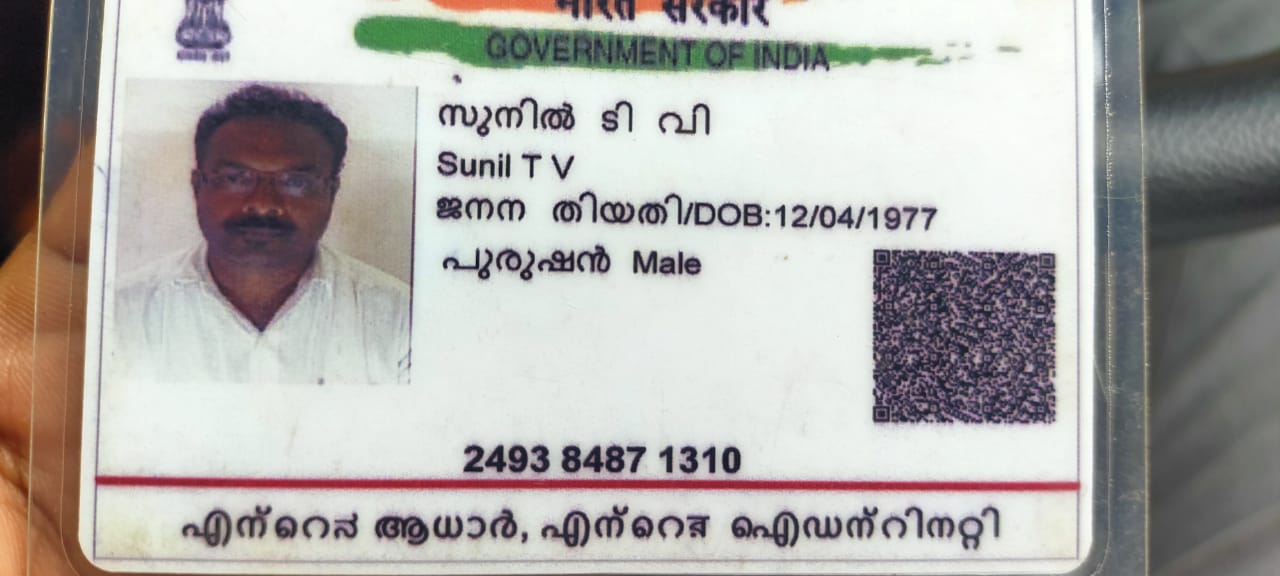 भारत सरकार
GOVERNMENT OF INDIA
സുനിൽ ടി വി
Sunil T V
ജനന തിയതി/DOB:12/04/1977
പുരുഷൻ Male
2493 8487 1310
എന്റെ ആധാർ, എന്റെ ഐഡന്റിറ്റി